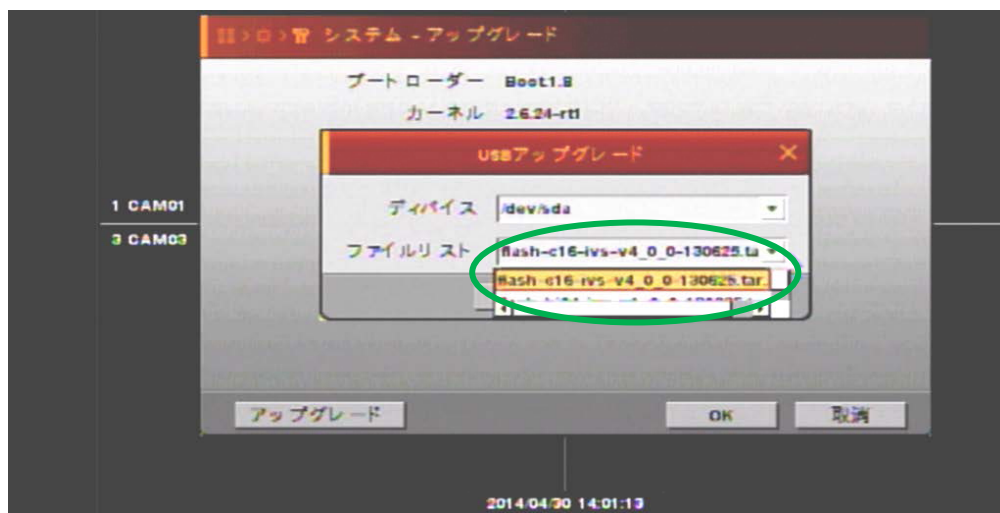 システム - アップグレード
ブートローダー Boot1.8
カーネル 2.6.24-rt1
USBアップグレード
ディバイス /dev/sda
ファイルリスト flash-c16-ivs-v4_0_0-130625.ta
flash-c16-ivs-v4_0_0-130625.tar.
1 CAM01
3 CAM03
アップグレード OK 取消
2014/04/30 14:01:13